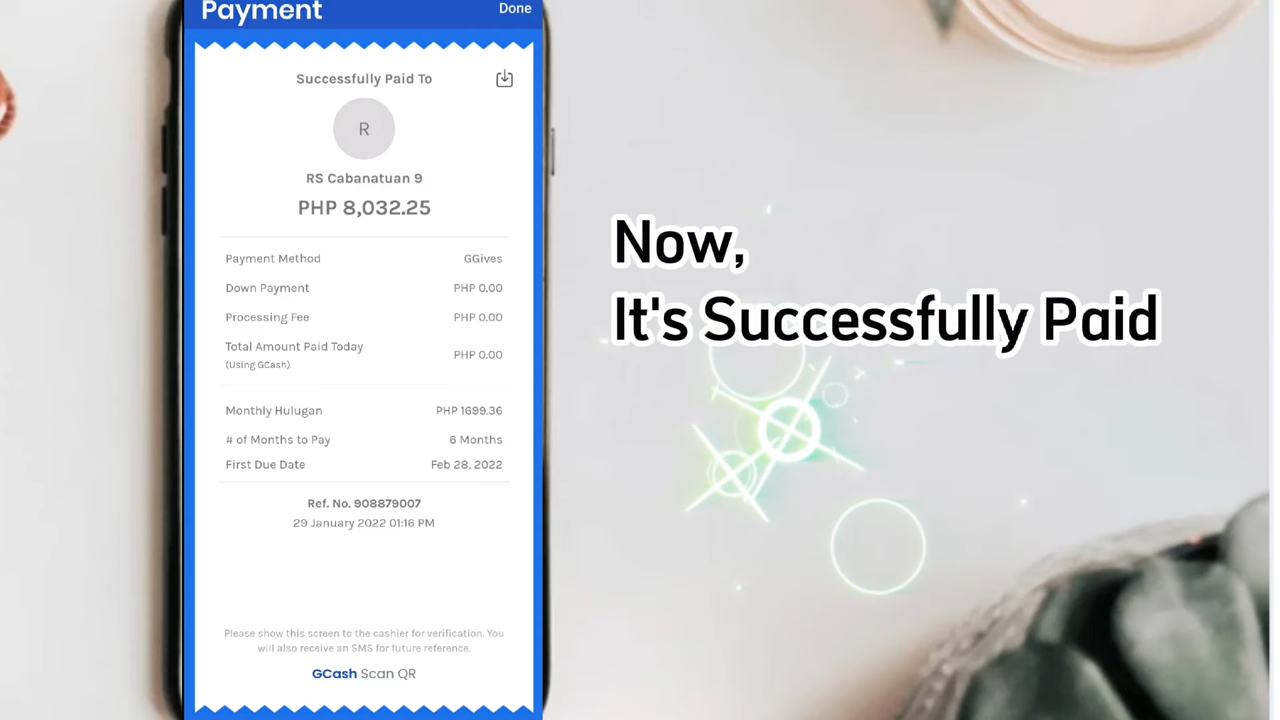 Payment
Done
Successfully Paid To
R
RS Cabanatuan 9
PHP 8,032.25
Payment Method GGives
Down Payment PHP 0.00
Processing Fee PHP 0.00
Total Amount Paid Today
(Using GCash) PHP 0.00
Monthly Hulugan PHP 1699.36
# of Months to Pay 6 Months
First Due Date Feb 28, 2022
Ref. No. 908879007
29 January 2022 01:16 PM
Please show this screen to the cashier for verification. You
will also receive an SMS for future reference.
GCash Scan QR
Now,
It's Successfully Paid